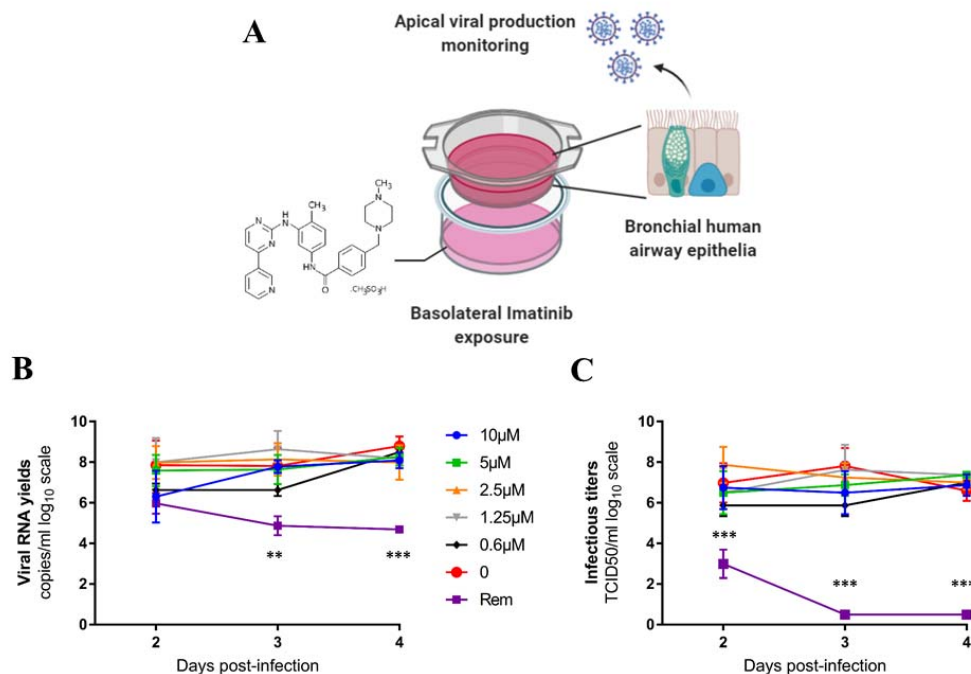 A
Apical viral production
monitoring
Bronchial human
airway epithelia
Basolateral Imatinib
exposure
CH₃
N
N
CH₃
H
N
N
N
N
HN
O
.CH₃SO₃H
B
Viral RNA yields
copies/ml log₁₀ scale
10
8
6
4
2
0
**
***
2
3
4
Days post-infection
10µM
5µM
2.5µM
1.25µM
0.6µM
0
Rem
C
Infectious titers
TCID50/ml log₁₀ scale
10
8
6
4
2
0
***
***
***
2
3
4
Days post-infection